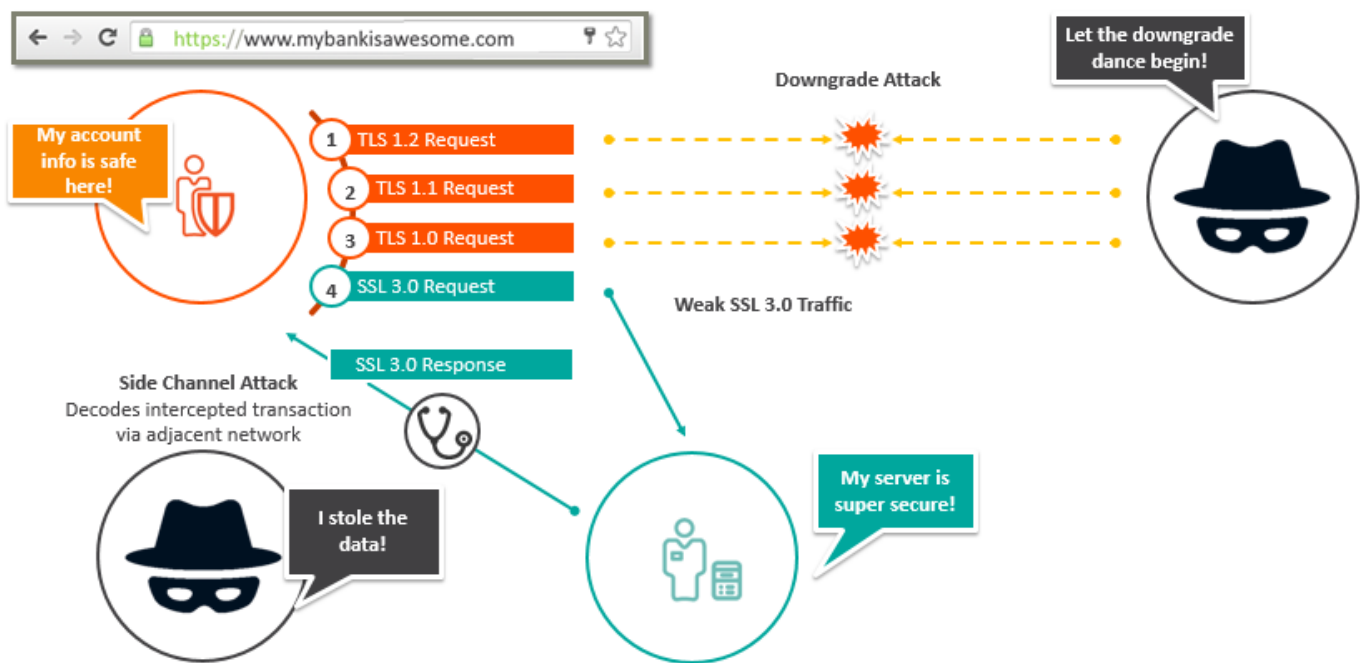 https://www.mybankisawesome.com
Let the downgrade
dance begin!
Downgrade Attack
My account
info is safe
here!
1 TLS 1.2 Request
2 TLS 1.1 Request
3 TLS 1.0 Request
4 SSL 3.0 Request
Weak SSL 3.0 Traffic
SSL 3.0 Response
Side Channel Attack
Decodes intercepted transaction
via adjacent network
My server is
super secure!
I stole the
data!